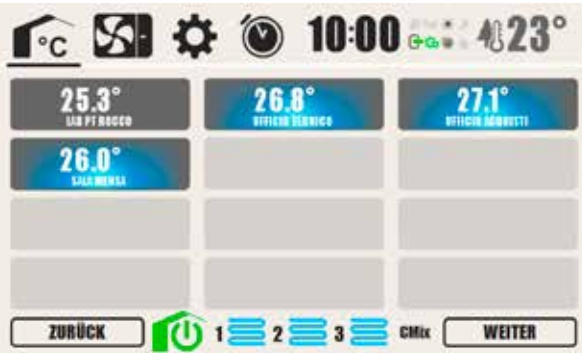 °C 10:00 23°
25.3° 26.8° 27.1°
LAB PT ROCCO UFFICIO TECNICO UFFICIO ACQUISTI
26.0°
SALA MENSA
ZURÜCK 1 2 3 GMix WEITER